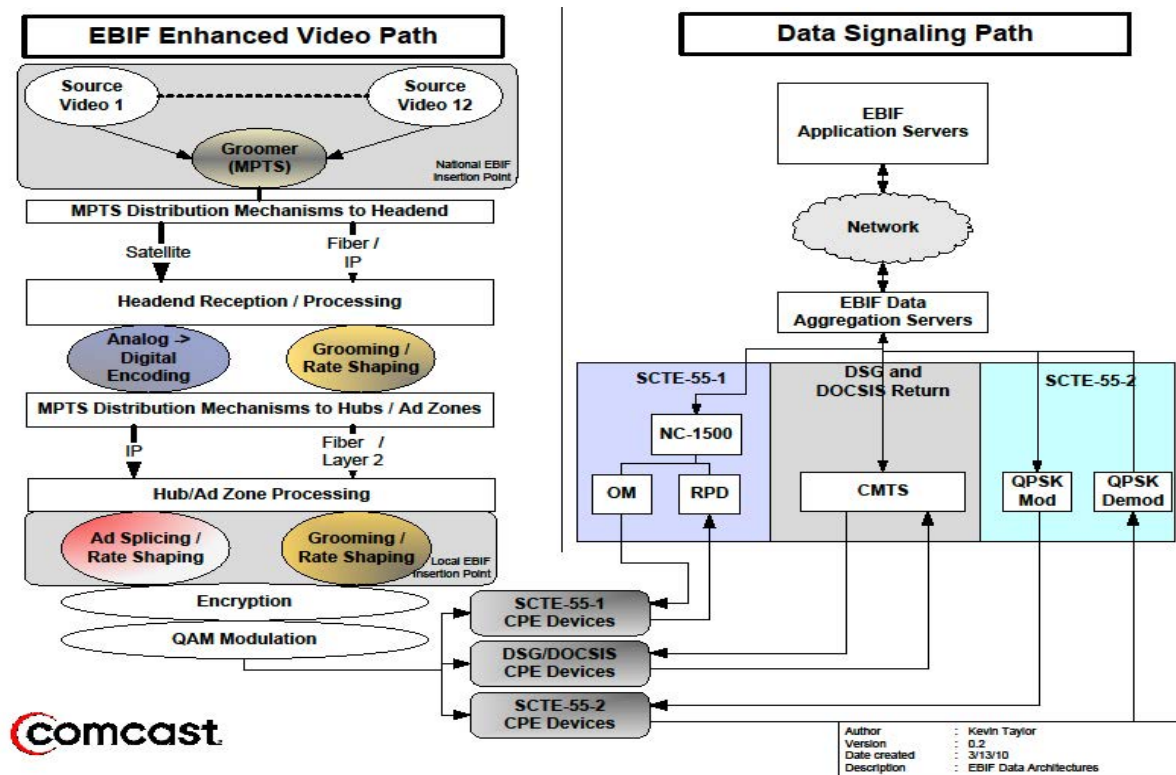 EBIF Enhanced Video Path
Source
Video 1
Source
Video 12
Groomer
(MPTS)
National EBIF
Insertion Point
MPTS Distribution Mechanisms to Headend
Satellite
Fiber /
IP
Headend Reception / Processing
Analog ->
Digital
Encoding
Grooming /
Rate Shaping
MPTS Distribution Mechanisms to Hubs / Ad Zones
IP
Fiber /
Layer 2
Hub/Ad Zone Processing
Ad Splicing /
Rate Shaping
Grooming /
Rate Shaping
Local EBIF
Insertion Point
Encryption
QAM Modulation
Data Signaling Path
EBIF
Application Servers
Network
EBIF Data
Aggregation Servers
SCTE-55-1
NC-1500
OM
RPD
DSG and
DOCSIS Return
CMTS
SCTE-55-2
QPSK
Mod
QPSK
Demod
SCTE-55-1
CPE Devices
DSG/DOCSIS
CPE Devices
SCTE-55-2
CPE Devices
comcast.
Author : Kevin Taylor
Version : 0.2
Date created : 3/13/10
Description : EBIF Data Architectures